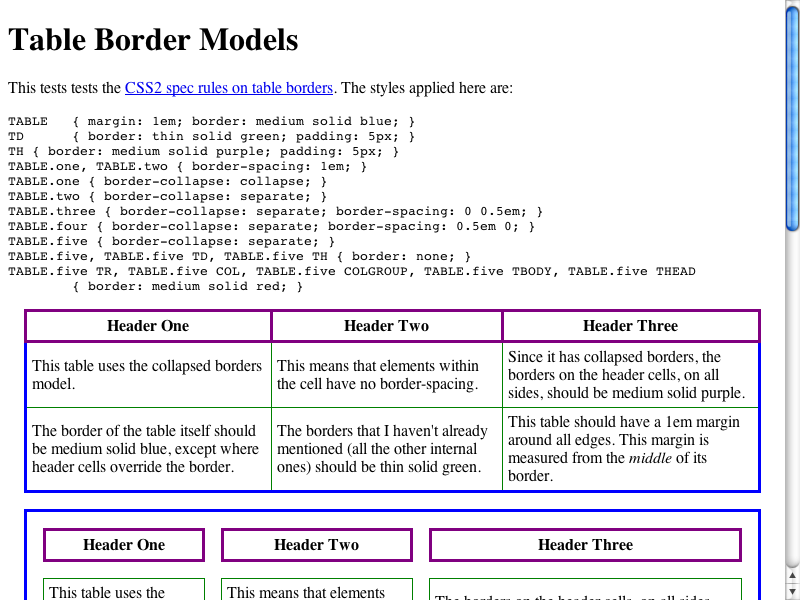 Table Border Models
This tests tests the CSS2 spec rules on table borders. The styles applied here are:
TABLE   { margin: 1em; border: medium solid blue; }
TD      { border: thin solid green; padding: 5px; }
TH { border: medium solid purple; padding: 5px; }
TABLE.one, TABLE.two { border-spacing: 1em; }
TABLE.one { border-collapse: collapse; }
TABLE.two { border-collapse: separate; }
TABLE.three { border-collapse: separate; border-spacing: 0 0.5em; }
TABLE.four { border-collapse: separate; border-spacing: 0.5em 0; }
TABLE.five { border-collapse: separate; }
TABLE.five, TABLE.five TD, TABLE.five TH { border: none; }
TABLE.five TR, TABLE.five COL, TABLE.five COLGROUP, TABLE.five TBODY, TABLE.five THEAD
        { border: medium solid red; }
Header One
Header Two
Header Three
This table uses the collapsed borders
model.
This means that elements within
the cell have no border-spacing.
Since it has collapsed borders, the
borders on the header cells, on all
sides, should be medium solid purple.
The border of the table itself should
be medium solid blue, except where
header cells override the border.
The borders that I haven't already
mentioned (all the other internal
ones) should be thin solid green.
This table should have a 1em margin
around all edges. This margin is
measured from the middle of its
border.
Header One
Header Two
Header Three
This table uses the
This means that elements
The borders on the header cells, on all sides,